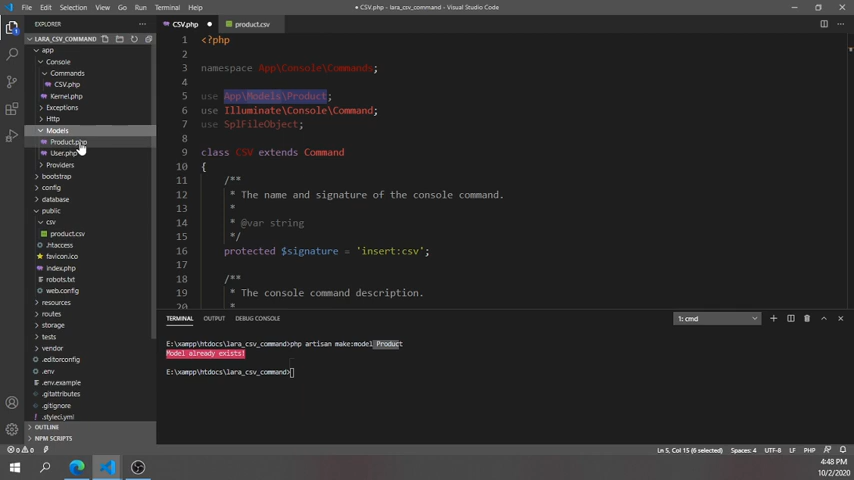 File Edit Selection View Go Run Terminal Help
● CSV.php - lara_csv_command - Visual Studio Code
EXPLORER
LARA_CSV_COMMAND
app
Console
Commands
CSV.php
Kernel.php
Exceptions
Http
Models
Product.php
User.php
Providers
bootstrap
config
database
public
csv
product.csv
.htaccess
favicon.ico
index.php
robots.txt
web.config
resources
routes
storage
tests
vendor
.editorconfig
.env
.env.example
.gitattributes
.gitignore
.styleci.yml
OUTLINE
NPM SCRIPTS
CSV.php ● product.csv
1 <?php
2
3 namespace App\Console\Commands;
4
5 use App\Models\Product;
6 use Illuminate\Console\Command;
7 use SplFileObject;
8
9 class CSV extends Command
10 {
11 /**
12 * The name and signature of the console command.
13 *
14 * @var string
15 */
16 protected $signature = 'insert:csv';
17
18 /**
19 * The console command description.
20 *
TERMINAL OUTPUT DEBUG CONSOLE
1: cmd
E:\xampp\htdocs\lara_csv_command>php artisan make:model Product
Model already exists!
E:\xampp\htdocs\lara_csv_command>
0 0 Ln 5, Col 15 (6 selected) Spaces: 4 UTF-8 LF PHP
4:48 PM
10/2/2020